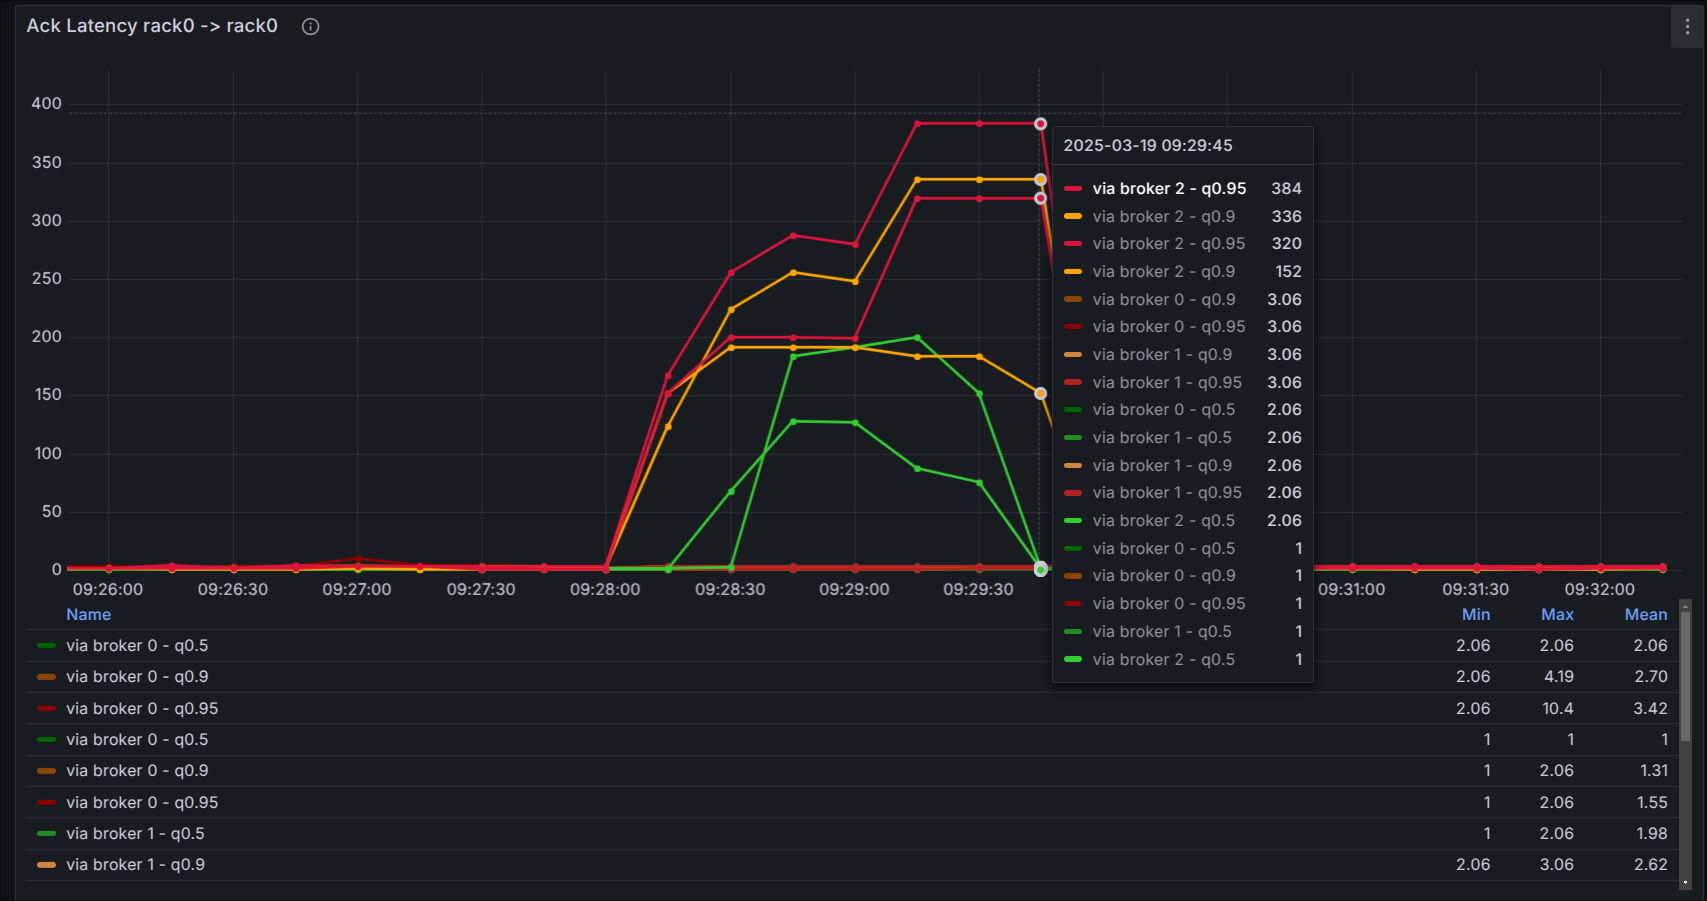 Ack Latency rack0 -> rack0
400
350
300
250
200
150
100
50
0
09:26:00 09:26:30 09:27:00 09:27:30 09:28:00 09:28:30 09:29:00 09:29:30 09:31:00 09:31:30 09:32:00
2025-03-19 09:29:45
via broker 2 - q0.95 384
via broker 2 - q0.9 336
via broker 2 - q0.95 320
via broker 2 - q0.9 152
via broker 0 - q0.9 3.06
via broker 0 - q0.95 3.06
via broker 1 - q0.9 3.06
via broker 1 - q0.95 3.06
via broker 0 - q0.5 2.06
via broker 1 - q0.5 2.06
via broker 1 - q0.9 2.06
via broker 1 - q0.95 2.06
via broker 2 - q0.5 2.06
via broker 0 - q0.5 1
via broker 0 - q0.9 1
via broker 0 - q0.95 1
via broker 1 - q0.5 1
via broker 2 - q0.5 1
Name Min Max Mean
via broker 0 - q0.5 2.06 2.06 2.06
via broker 0 - q0.9 2.06 4.19 2.70
via broker 0 - q0.95 2.06 10.4 3.42
via broker 0 - q0.5 1 1 1
via broker 0 - q0.9 1 2.06 1.31
via broker 0 - q0.95 1 2.06 1.55
via broker 1 - q0.5 1 2.06 1.98
via broker 1 - q0.9 2.06 3.06 2.62